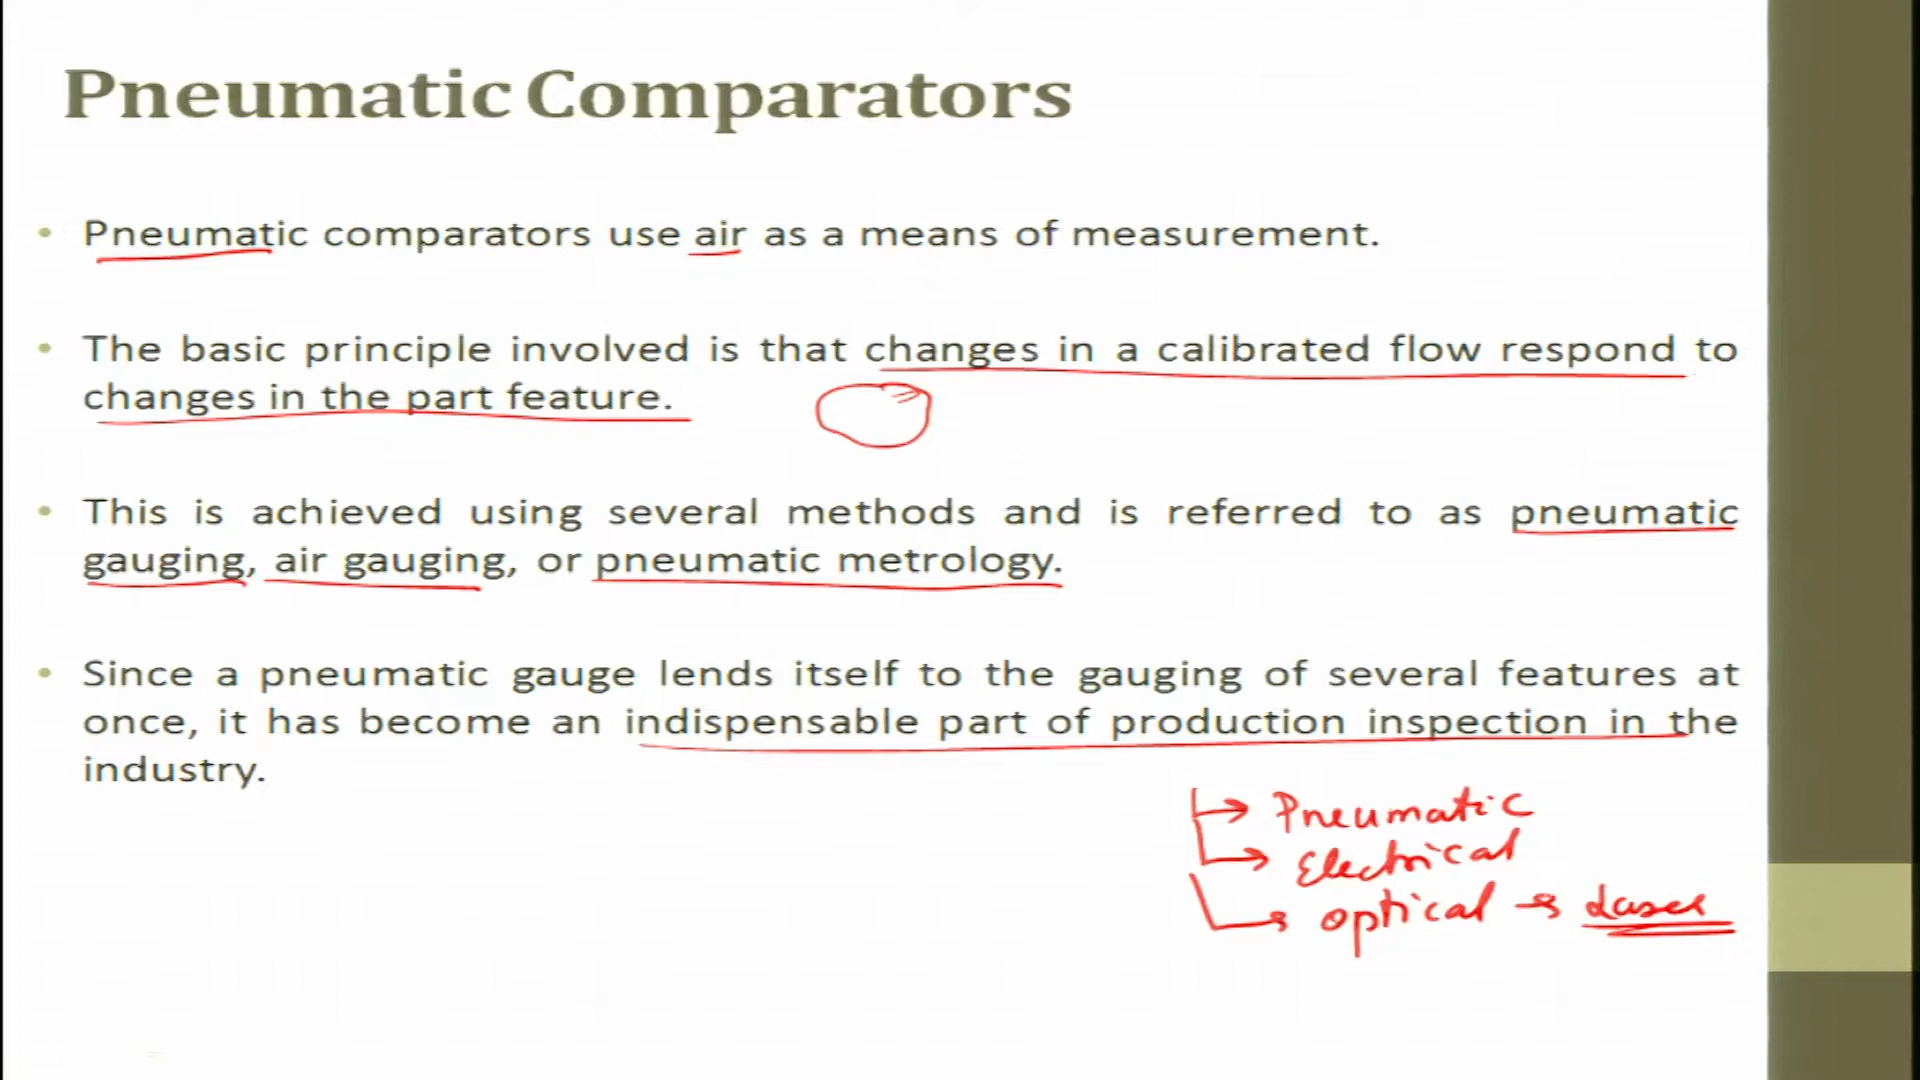 Pneumatic Comparators
• Pneumatic comparators use air as a means of measurement.
• The basic principle involved is that changes in a calibrated flow respond to
changes in the part feature.
• This is achieved using several methods and is referred to as pneumatic
gauging, air gauging, or pneumatic metrology.
• Since a pneumatic gauge lends itself to the gauging of several features at
once, it has become an indispensable part of production inspection in the
industry.
→ Pneumatic
→ Electrical
→ optical → Laser